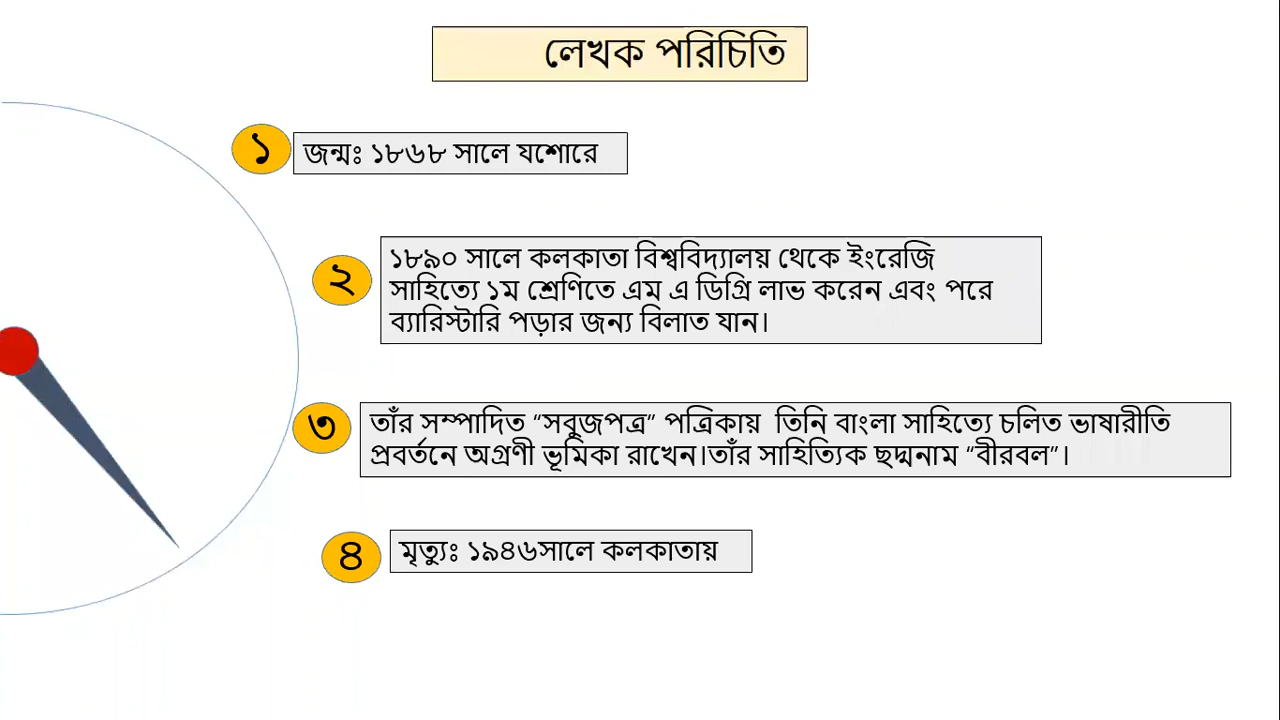 লেখক পরিচিতি
১
জন্মঃ ১৮৬৮ সালে যশোরে
২
১৮৯০ সালে কলকাতা বিশ্ববিদ্যালয় থেকে ইংরেজি
সাহিত্যে ১ম শ্রেণিতে এম এ ডিগ্রি লাভ করেন এবং পরে
ব্যারিস্টারি পড়ার জন্য বিলাত যান।
৩
তাঁর সম্পাদিত “সবুজপত্র” পত্রিকায় তিনি বাংলা সাহিত্যে চলিত ভাষারীতি
প্রবর্তনে অগ্রণী ভূমিকা রাখেন।তাঁর সাহিত্যিক ছদ্মনাম “বীরবল”।
৪
মৃত্যুঃ ১৯৪৬সালে কলকাতায়